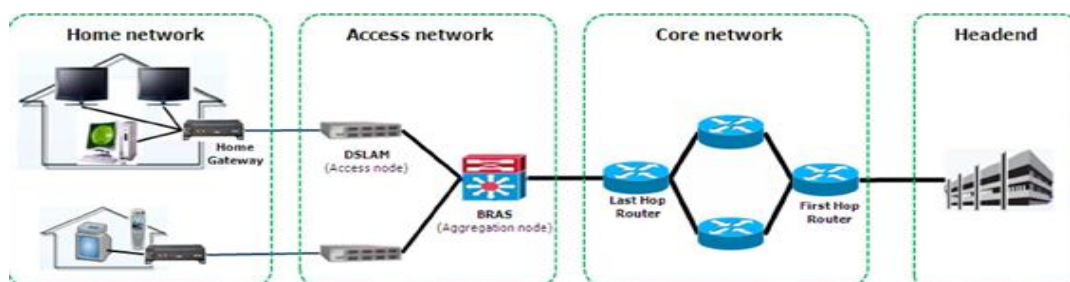 Home network
Access network
Core network
Headend
Home
Gateway
DSLAM
(Access node)
BRAS
(Aggregation node)
Last Hop
Router
First Hop
Router